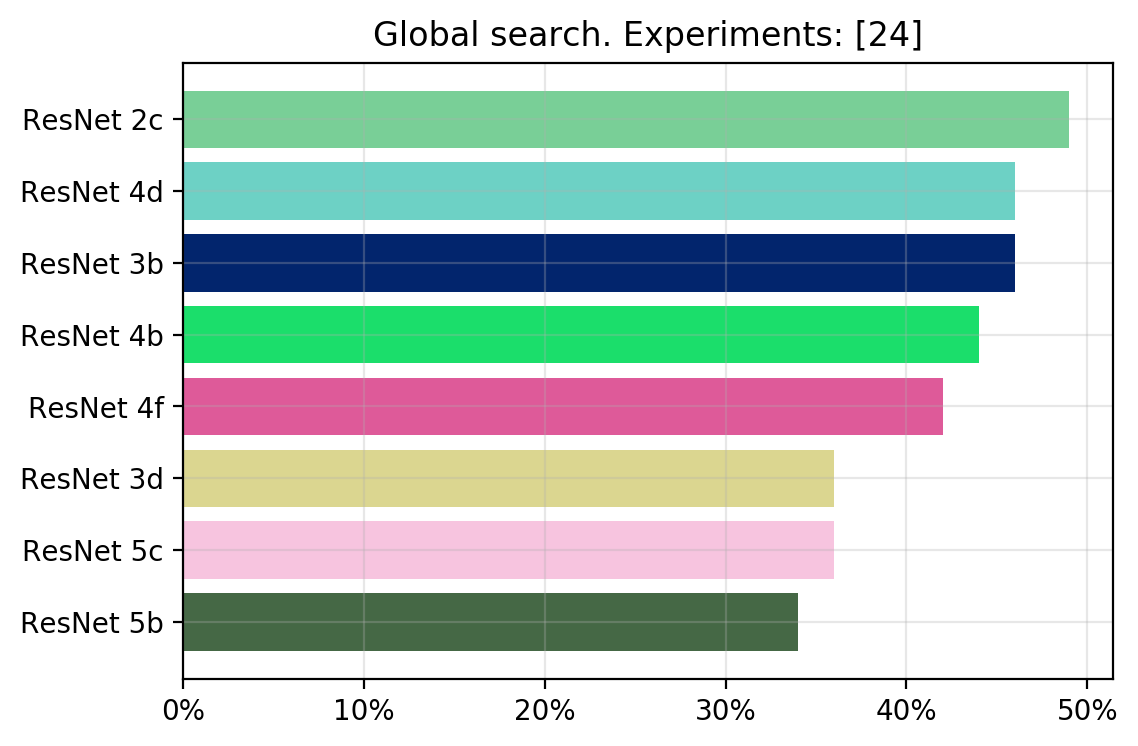 Global search. Experiments: [24]
ResNet 2c
ResNet 4d
ResNet 3b
ResNet 4b
ResNet 4f
ResNet 3d
ResNet 5c
ResNet 5b
0% 10% 20% 30% 40% 50%